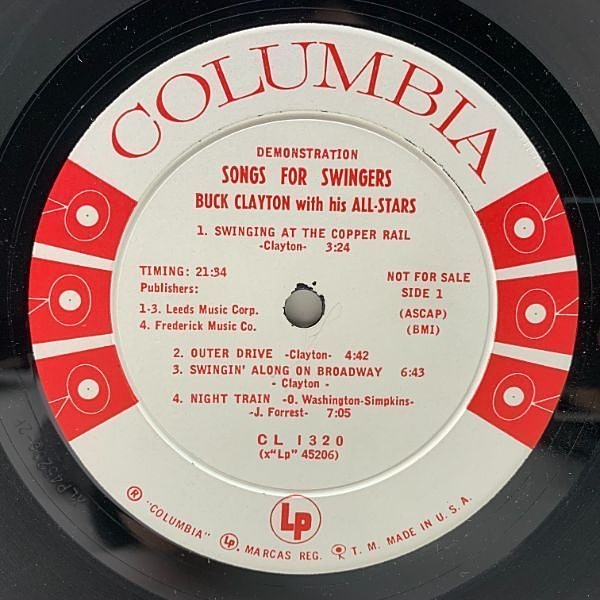 COLUMBIA
DEMONSTRATION
SONGS FOR SWINGERS
BUCK CLAYTON with his ALL-STARS
1. SWINGING AT THE COPPER RAIL
-Clayton- 3:24
TIMING: 21:34
Publishers:
NOT FOR SALE
SIDE 1
1-3. Leeds Music Corp. (ASCAP)
4. Frederick Music Co. (BMI)
2. OUTER DRIVE -Clayton- 4:42
3. SWINGIN' ALONG ON BROADWAY 6:43
- Clayton -
4. NIGHT TRAIN -O. Washington-Simpkins-
-J. Forrest- 7:05
CL 1320
(x"Lp" 45206)
Lp
® "COLUMBIA" Lp, MARCAS REG. T. M. MADE IN U. S. A.